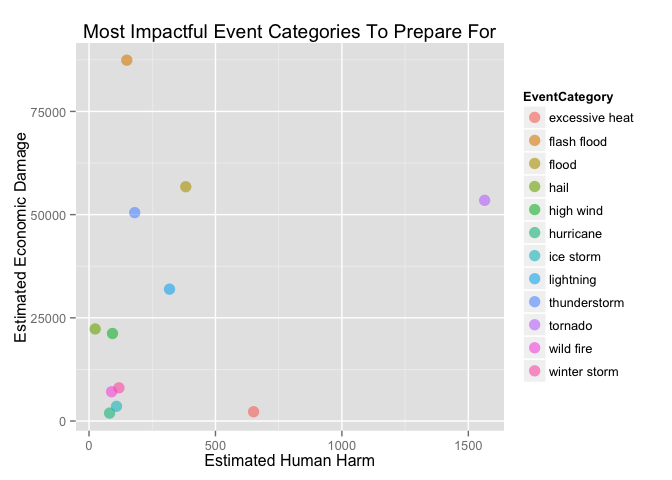 Most Impactful Event Categories To Prepare For
Estimated Economic Damage
75000
50000
25000
0
0
500
1000
1500
Estimated Human Harm
EventCategory
excessive heat
flash flood
flood
hail
high wind
hurricane
ice storm
lightning
thunderstorm
tornado
wild fire
winter storm